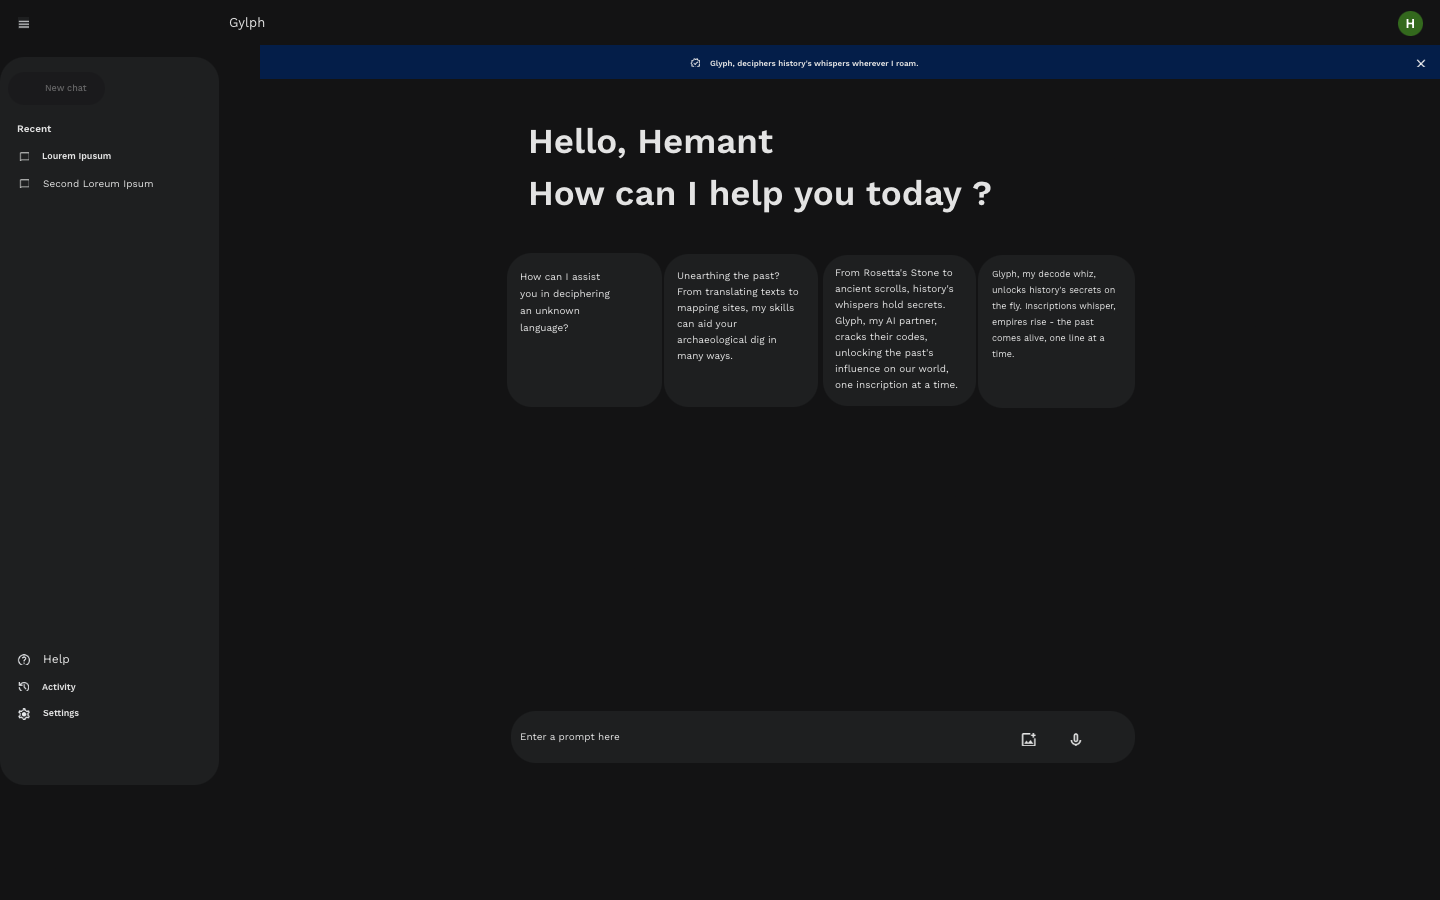 Gylph
H
Glyph, deciphers history's whispers wherever I roam.
New chat
Recent
Lourem Ipusum
Second Loreum Ipsum
Hello, Hemant
How can I help you today ?
How can I assist
you in deciphering
an unknown
language?
Unearthing the past?
From translating texts to
mapping sites, my skills
can aid your
archaeological dig in
many ways.
From Rosetta's Stone to
ancient scrolls, history's
whispers hold secrets.
Glyph, my AI partner,
cracks their codes,
unlocking the past's
influence on our world,
one inscription at a time.
Glyph, my decode whiz,
unlocks history's secrets on
the fly. Inscriptions whisper,
empires rise - the past
comes alive, one line at a
time.
Help
Activity
Settings
Enter a prompt here